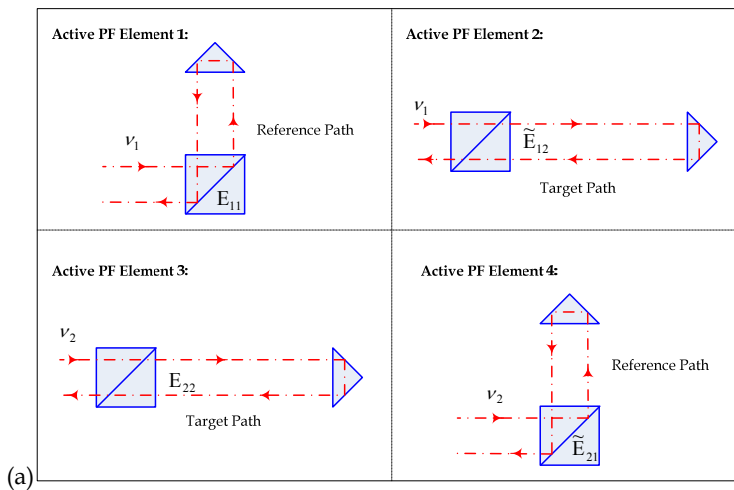 Active PF Element 1:
ν₁
Reference Path
E₁₁
Active PF Element 2:
ν₁
Ẽ₁₂
Target Path
Active PF Element 3:
ν₂
E₂₂
Target Path
Active PF Element 4:
Reference Path
ν₂
Ẽ₂₁
(a)